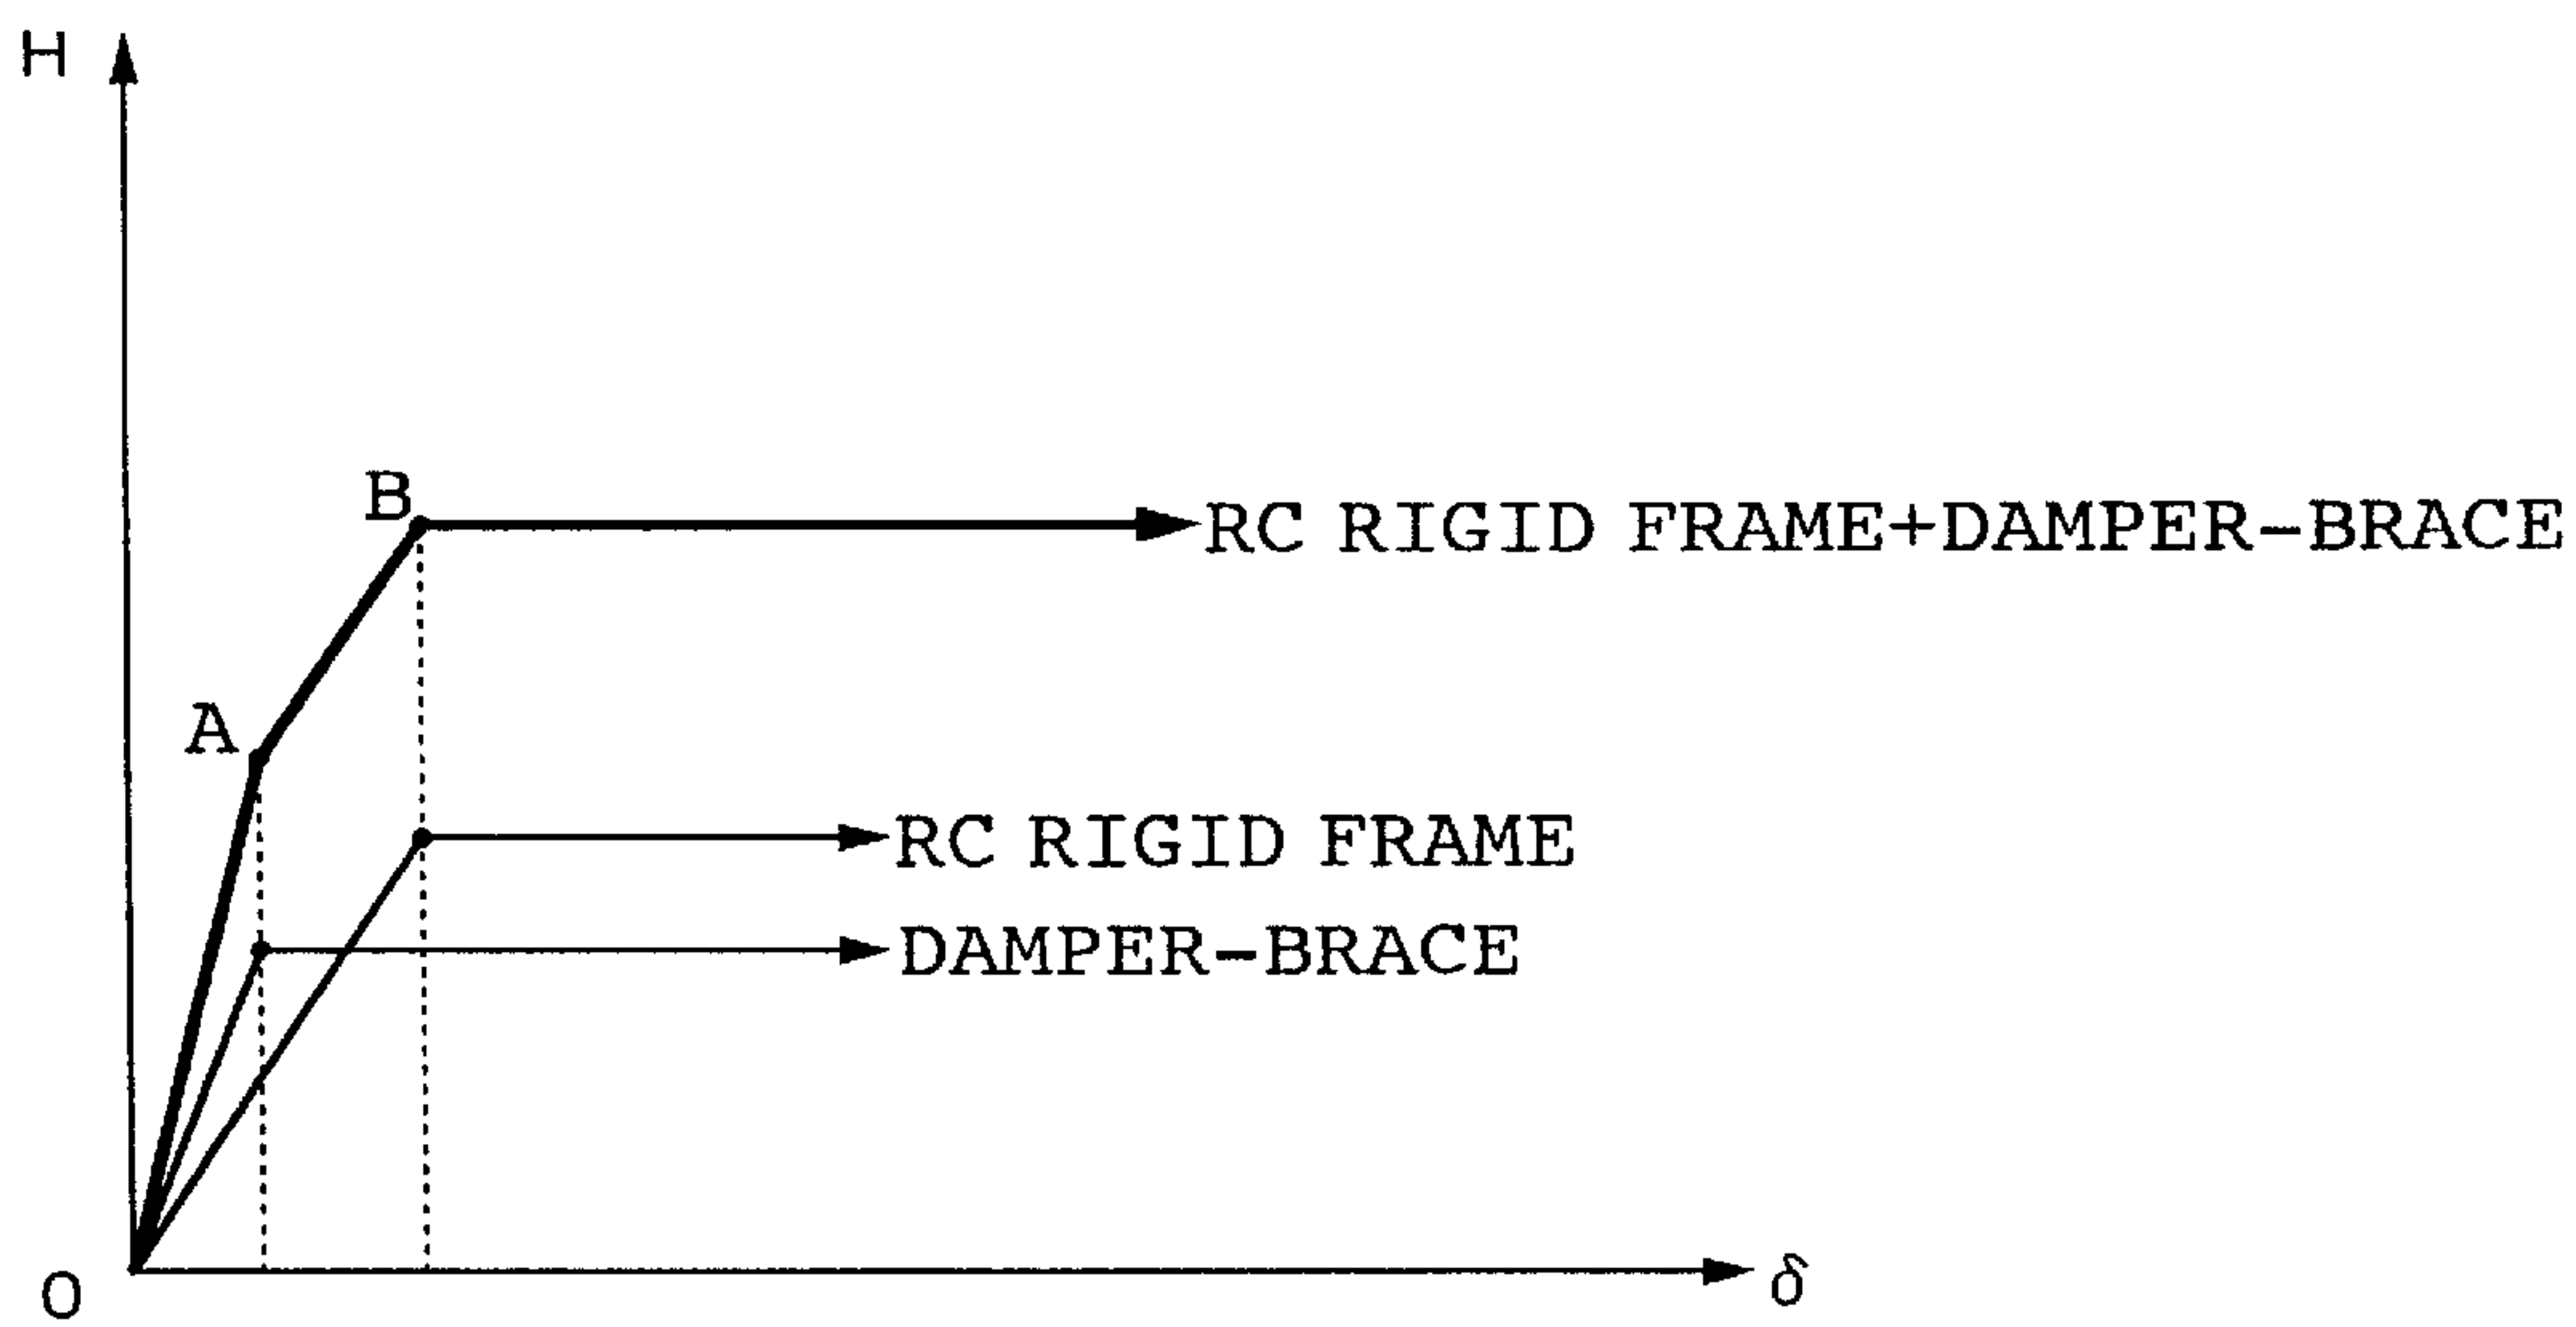 H
B
RC RIGID FRAME+DAMPER-BRACE
A
RC RIGID FRAME
DAMPER-BRACE
O
δ